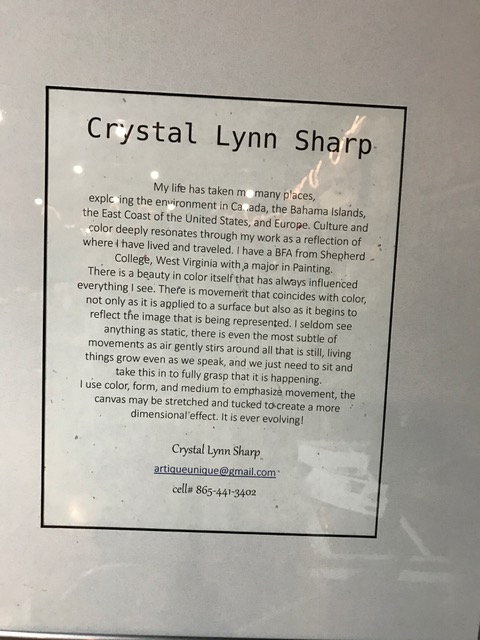 Crystal Lynn Sharp
My life has taken me many places,
exploring the environment in Canada, the Bahama Islands,
the East Coast of the United States, and Europe. Culture and
color deeply resonates through my work as a reflection of
where I have lived and traveled. I have a BFA from Shepherd
College, West Virginia with a major in Painting.
There is a beauty in color itself that has always influenced
everything I see. There is movement that coincides with color,
not only as it is applied to a surface but also as it begins to
reflect the image that is being represented. I seldom see
anything as static, there is even the most subtle of
movements as air gently stirs around all that is still, living
things grow even as we speak, and we just need to sit and
take this in to fully grasp that it is happening.
I use color, form, and medium to emphasize movement, the
canvas may be stretched and tucked to create a more
dimensional effect. It is ever evolving!
Crystal Lynn Sharp
artiqueunique@gmail.com
cell# 865-441-3402